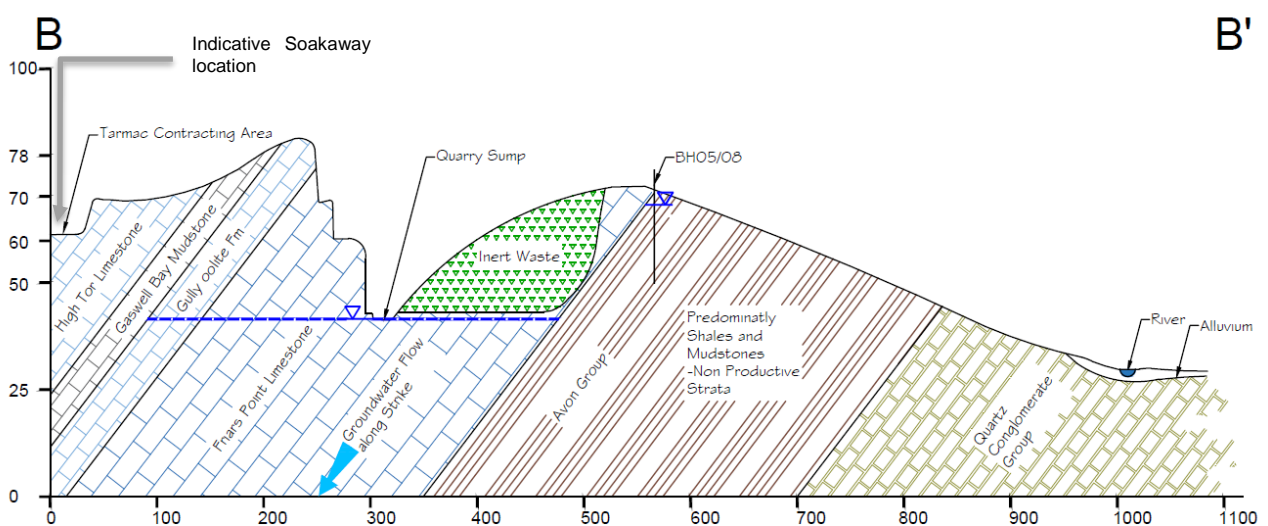 B
B'
Indicative Soakaway
location
100
78
70
60
50
25
0
Tarmac Contracting Area
Quarry Sump
BH05/08
High Tor Limestone
Gaswell Bay Mudstone
Gully oolite Fm
Inert Waste
Fnars Point Limestone
Groundwater Flow
along Strike
Avon Group
Predominatly
Shales and
Mudstones
-Non Productive
Strata
Quartz
Conglomerate
Group
River
Alluvium
0
100
200
300
400
500
600
700
800
900
1000
1100